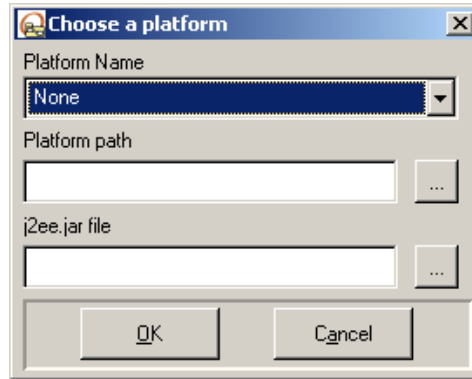 Choose a platform
Platform Name
None
Platform path
...
j2ee.jar file
...
OK Cancel